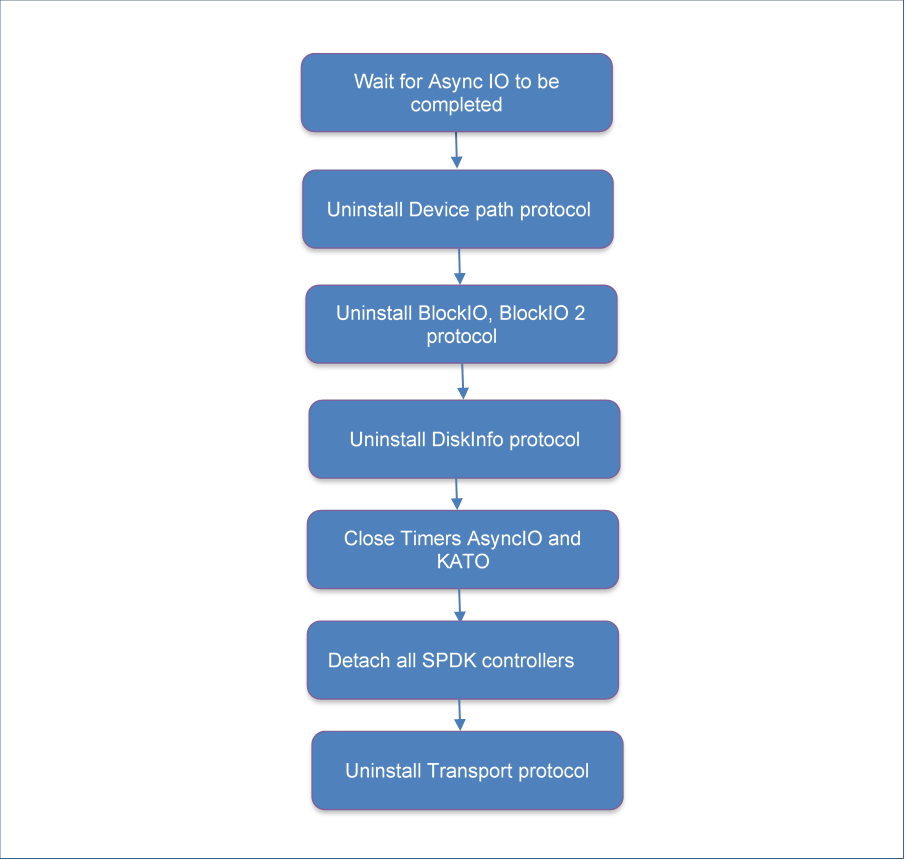 Wait for Async IO to be
completed
Uninstall Device path protocol
Uninstall BlockIO, BlockIO 2
protocol
Uninstall DiskInfo protocol
Close Timers AsyncIO and
KATO
Detach all SPDK controllers
Uninstall Transport protocol